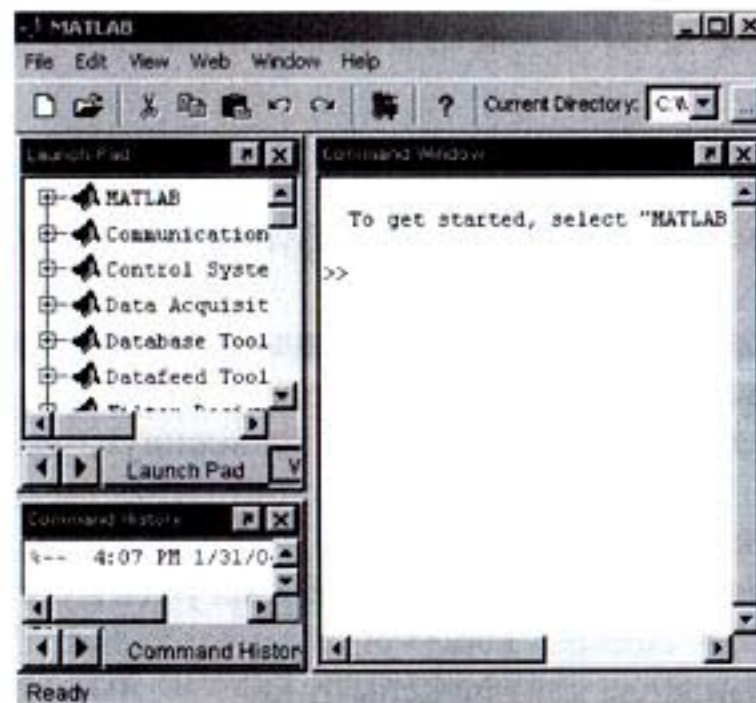 MATLAB
File Edit View Web Window Help
? Current Directory: C:\
Launch Pad
MATLAB
Communication
Control Syste
Data Acquisit
Database Tool
Datafeed Tool
Launch Pad V
Command History
%-- 4:07 PM 1/31/0
Command Histor
Command Window
To get started, select "MATLAB
>>
Ready